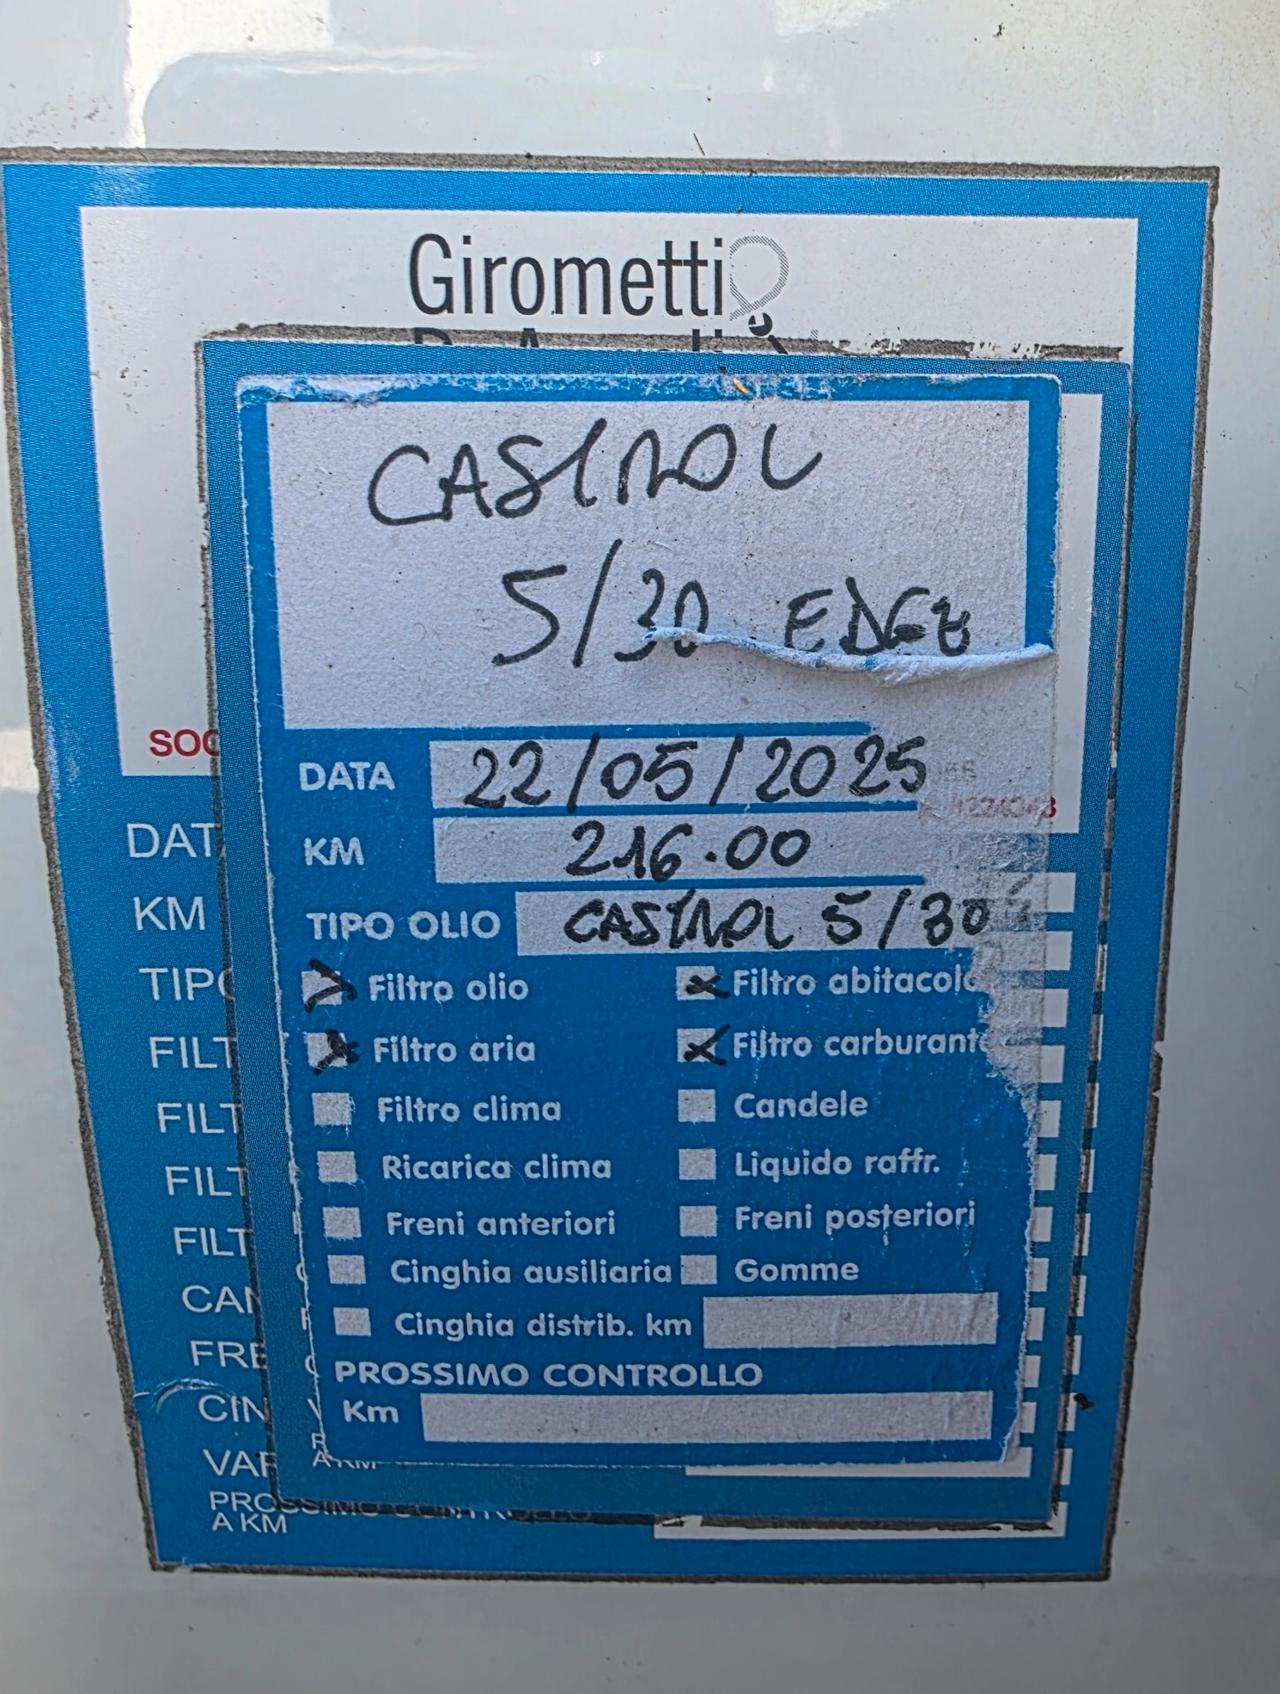 Girometti
CASTROL
5/30 EDGE
SOC
DATA 22/05/2025
KM 216.00
TIPO OLIO CASTROL 5/30
Filtro olio
Filtro abitacolo
Filtro aria
Filtro carburante
Filtro clima
Candele
Ricarica clima
Liquido raffr.
Freni anteriori
Freni posteriori
Cinghia ausiliaria
Gomme
Cinghia distrib. km
PROSSIMO CONTROLLO
Km
DAT
KM
TIPO
FILT
FILT
FILT
FILT
CAN
FRE
CIN
VAR
PROSSIMO CONTROLLO
A KM
A KM